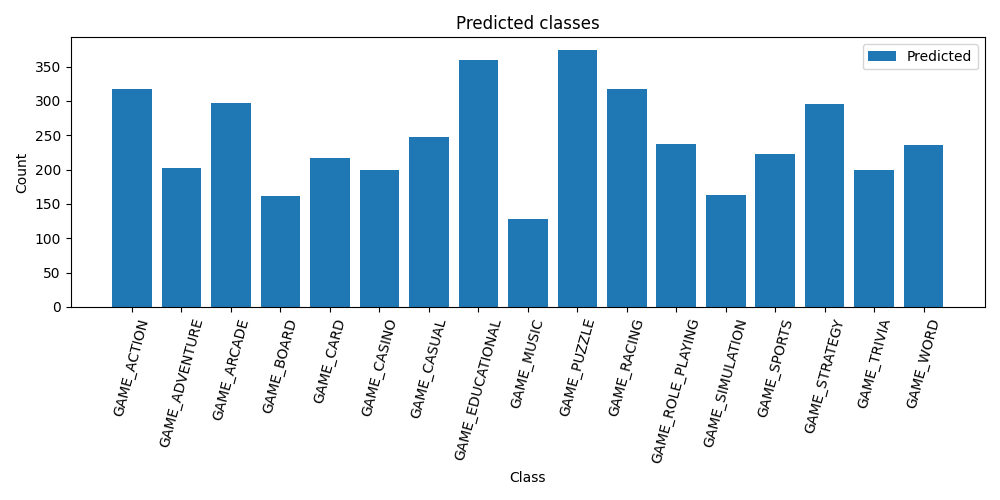 Predicted classes
Predicted
Count
350
300
250
200
150
100
50
0
GAME_ACTION
GAME_ADVENTURE
GAME_ARCADE
GAME_BOARD
GAME_CARD
GAME_CASINO
GAME_CASUAL
GAME_EDUCATIONAL
GAME_MUSIC
GAME_PUZZLE
GAME_RACING
GAME_ROLE_PLAYING
GAME_SIMULATION
GAME_SPORTS
GAME_STRATEGY
GAME_TRIVIA
GAME_WORD
Class